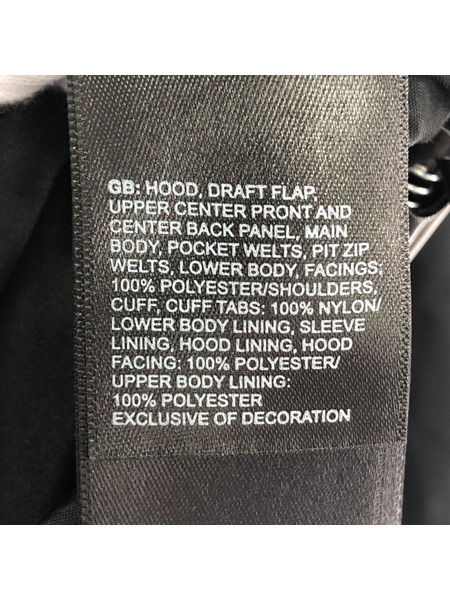 GB: HOOD, DRAFT FLAP,
UPPER CENTER PRONT AND
CENTER BACK PANEL, MAIN
BODY, POCKET WELTS, PIT ZIP
WELTS, LOWER BODY, FACINGS;
100% POLYESTER/SHOULDERS,
CUFF, CUFF TABS: 100% NYLON/
LOWER BODY LINING, SLEEVE
LINING, HOOD LINING, HOOD
FACING: 100% POLYESTER/
UPPER BODY LINING:
100% POLYESTER
EXCLUSIVE OF DECORATION